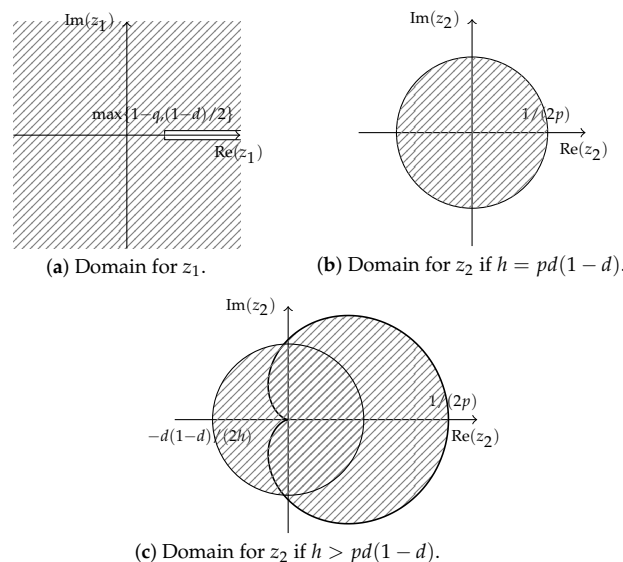 Im(z₁)
max{1−q,(1−d)/2}
Re(z₁)
(a) Domain for z₁.
Im(z₂)
1/(2p)
Re(z₂)
(b) Domain for z₂ if h = pd(1 − d).
Im(z₂)
1/(2p)
−d(1−d)/(2h)
Re(z₂)
(c) Domain for z₂ if h > pd(1 − d).